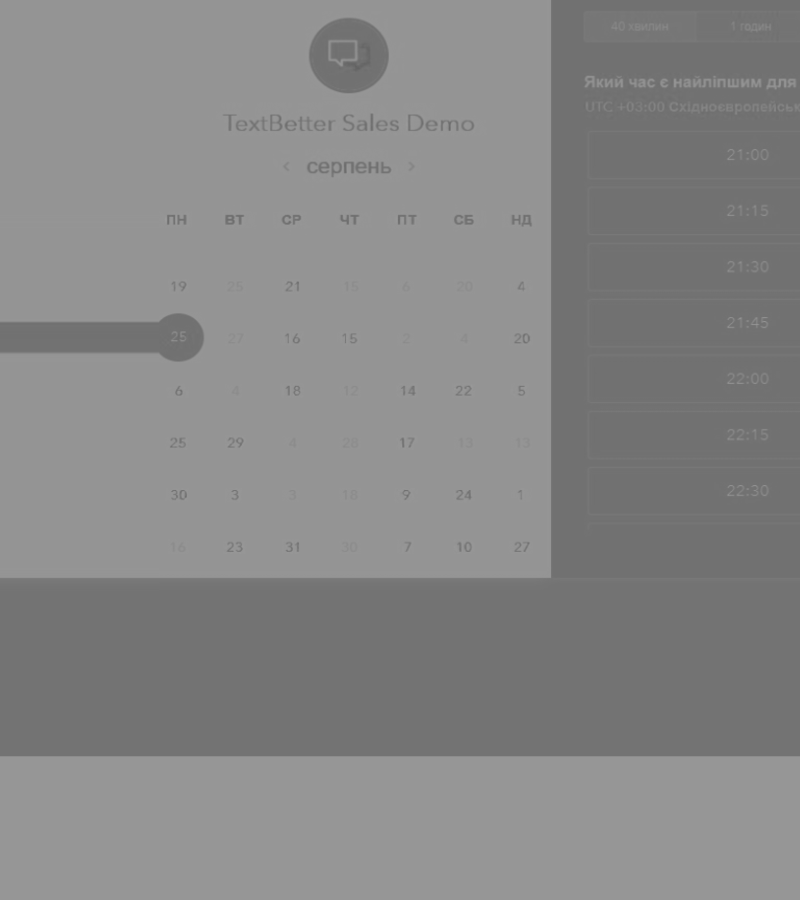 TextBetter Sales Demo
‹ серпень ›
ПН ВТ СР ЧТ ПТ СБ НД
19 25 21 15 6 20 4
25 27 16 15 2 4 20
6 4 18 12 14 22 5
25 29 4 28 17 13 13
30 3 3 18 9 24 1
16 23 31 30 7 10 27
40 хвилин 1 годин
Який час є найліпшим для
UTC +03:00
21:00
21:15
21:30
21:45
22:00
22:15
22:30